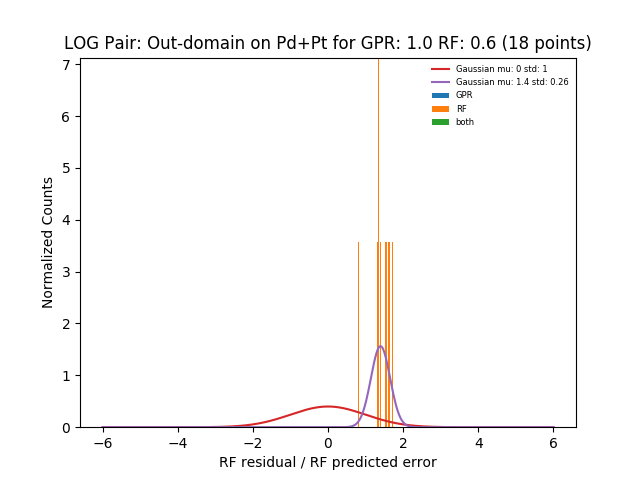 LOG Pair: Out-domain on Pd+Pt for GPR: 1.0 RF: 0.6 (18 points)
Normalized Counts
7
6
5
4
3
2
1
0
Gaussian mu: 0 std: 1
Gaussian mu: 1.4 std: 0.26
GPR
RF
both
−6 −4 −2 0 2 4 6
RF residual / RF predicted error